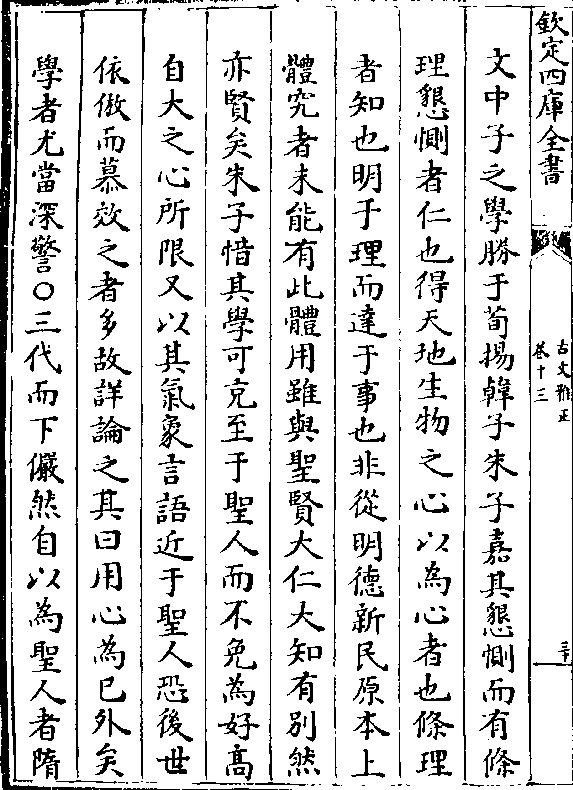 欽定四庫全書
古文雅正
卷十三
三十
文中子之學勝于荀揚韓子朱子嘉其懇惻而有條
理懇惻者仁也得天地生物之心以為心者也條理
者知也明于理而達于事也非從明德新民原本上
體究者未能有此體用雖與聖賢大仁大知有別然
亦賢矣朱子惜其學可克至于聖人而不免為好高
自大之心所限又以其氣象言語近于聖人恐後世
依倣而慕效之者多故詳論之其曰用心為已外矣
學者尤當深警○三代而下儼然自以為聖人者隋